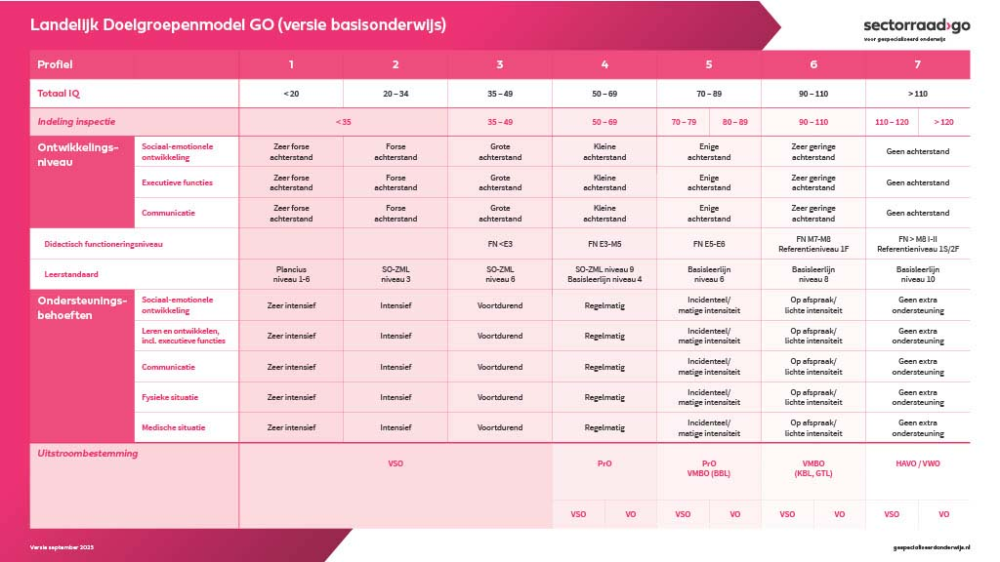 Landelijk Doelgroepenmodel GO (versie basisonderwijs)
sectorraad›go
voor gespecialiseerd onderwijs
Profiel 1 2 3 4 5 6 7
Totaal IQ < 20 20 – 34 35 – 49 50 – 69 70 – 89 90 – 110 > 110
Indeling inspectie < 35 35 – 49 50 – 69 70 – 79 80 – 89 90 – 110 110 – 120 > 120
Ontwikkelings-
niveau
Sociaal-emotionele Zeer forse Forse Grote Kleine Enige Zeer geringe Geen achterstand
ontwikkeling achterstand achterstand achterstand achterstand achterstand achterstand
Executieve functies Zeer forse Forse Grote Kleine Enige Zeer geringe Geen achterstand
achterstand achterstand achterstand achterstand achterstand achterstand
Communicatie Zeer forse Forse Grote Kleine Enige Zeer geringe Geen achterstand
achterstand achterstand achterstand achterstand achterstand achterstand
Didactisch functioneringsniveau FN <E3 FN E3-M5 FN E5-E6 FN M7-M8 FN > M8 I-II
Referentieniveau 1F Referentieniveau 1S/2F
Leerstandaard Plancius SO-ZML SO-ZML SO-ZML niveau 9 Basisleerlijn Basisleerlijn Basisleerlijn
niveau 1-6 niveau 3 niveau 6 Basisleerlijn niveau 4 niveau 6 niveau 8 niveau 10
Ondersteunings-
behoeften
Sociaal-emotionele Zeer intensief Intensief Voortdurend Regelmatig Incidenteel/ Op afspraak/ Geen extra
ontwikkeling matige intensiteit lichte intensiteit ondersteuning
Leren en ontwikkelen, Zeer intensief Intensief Voortdurend Regelmatig Incidenteel/ Op afspraak/ Geen extra
incl. executieve functies matige intensiteit lichte intensiteit ondersteuning
Communicatie Zeer intensief Intensief Voortdurend Regelmatig Incidenteel/ Op afspraak/ Geen extra
matige intensiteit lichte intensiteit ondersteuning
Fysieke situatie Zeer intensief Intensief Voortdurend Regelmatig Incidenteel/ Op afspraak/ Geen extra
matige intensiteit lichte intensiteit ondersteuning
Medische situatie Zeer intensief Intensief Voortdurend Regelmatig Incidenteel/ Op afspraak/ Geen extra
matige intensiteit lichte intensiteit ondersteuning
Uitstroombestemming
VSO PrO PrO VMBO HAVO / VWO
VMBO (BBL) (KBL, GTL)
VSO VO VSO VO VSO VO VSO VO
Versie september 2025
gespecialiseerdonderwijs.nl